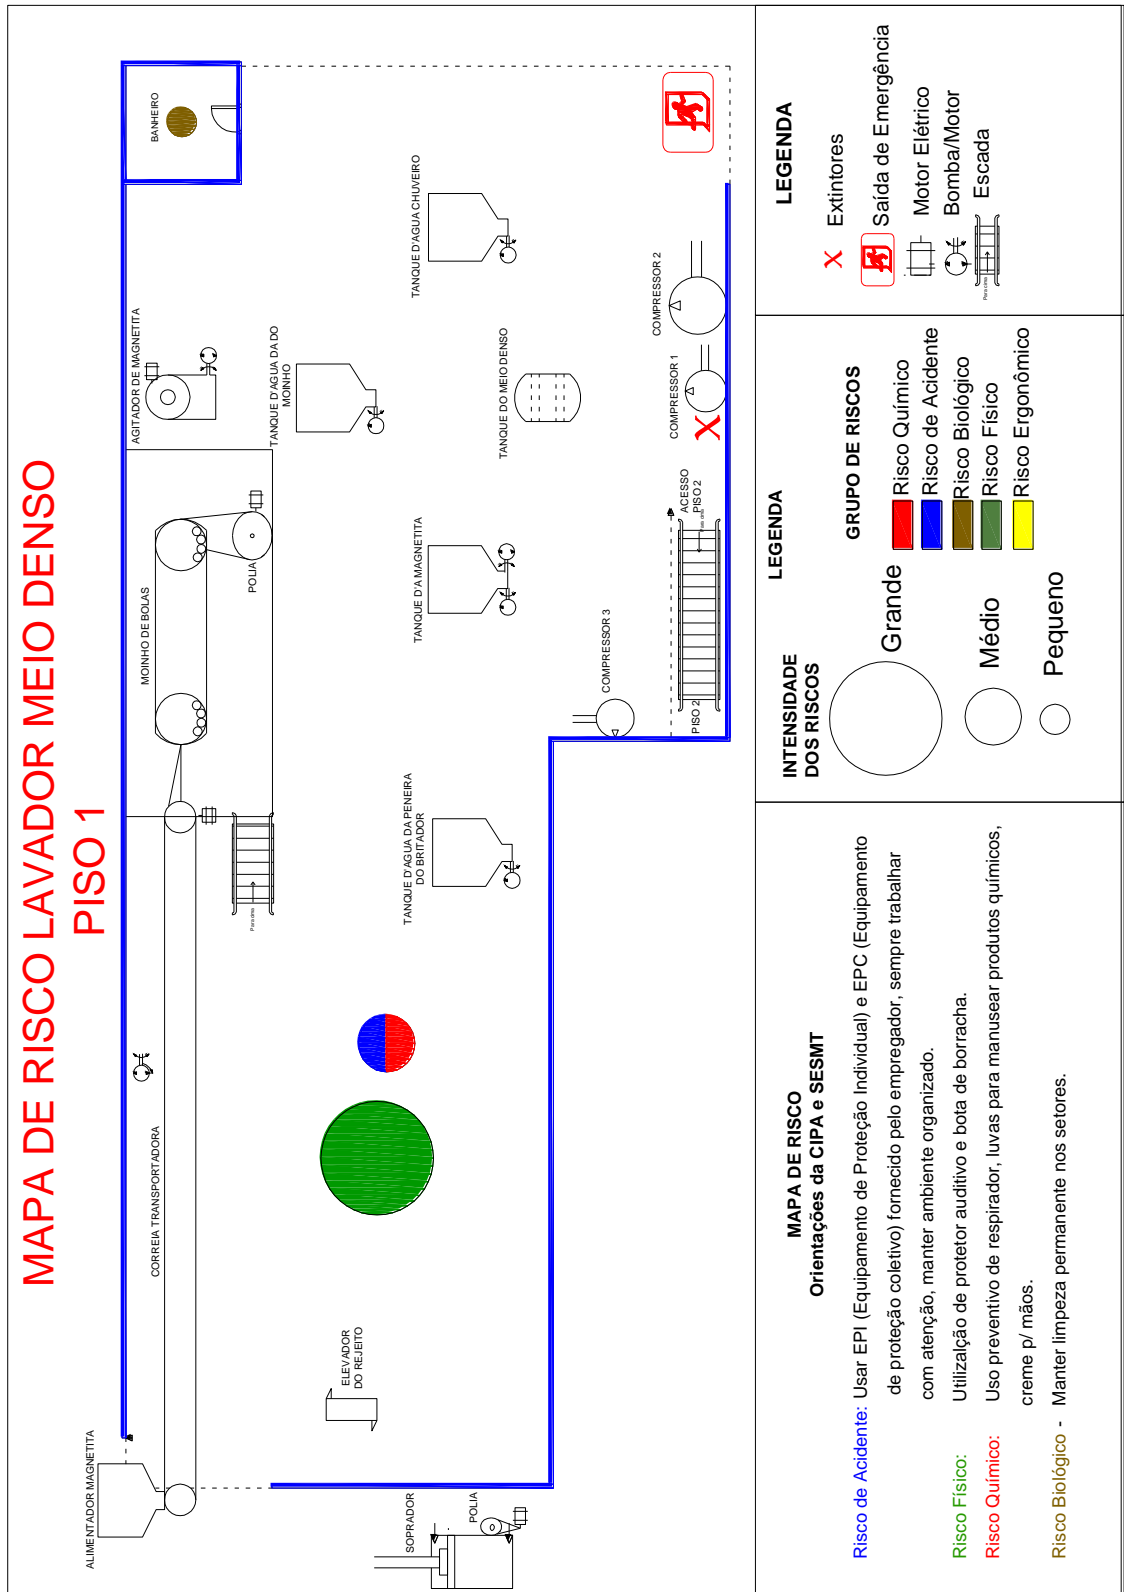 MAPA DE RISCO LAVADOR MEIO DENSO
PISO 1
ALIMENTADOR MAGNETITA
CORREIA TRANSPORTADORA
MOINHO DE BOLAS
POLIA
AGITADOR DE MAGNETITA
BANHEIRO
TANQUE D'AGUA DA DO
MOINHO
Para cima
ELEVADOR
DO REJEITO
SOPRADOR
POLIA
TANQUE D'AGUA DA PENEIRA
DO BRITADOR
TANQUE D'A MAGNETITA
TANQUE DO MEIO DENSO
TANQUE D'AGUA CHUVEIRO
COMPRESSOR 3
COMPRESSOR 1
COMPRESSOR 2
X
PISO 2
ACESSO
PISO 2
Para cima
MAPA DE RISCO
Orientações da CIPA e SESMT
Risco de Acidente: Usar EPI (Equipamento de Proteção Individual) e EPC (Equipamento
de proteção coletivo) fornecido pelo empregador, sempre trabalhar
com atenção, manter ambiente organizado.
Risco Físico: Utilizalção de protetor auditivo e bota de borracha.
Risco Químico: Uso preventivo de respirador, luvas para manusear produtos químicos,
creme p/ mãos.
Risco Biológico - Manter limpeza permanente nos setores.
LEGENDA
INTENSIDADE
DOS RISCOS
Grande
Médio
Pequeno
GRUPO DE RISCOS
Risco Químico
Risco de Acidente
Risco Biológico
Risco Físico
Risco Ergonômico
LEGENDA
X Extintores
Saída de Emergência
Motor Elétrico
Bomba/Motor
Escada
Para cima